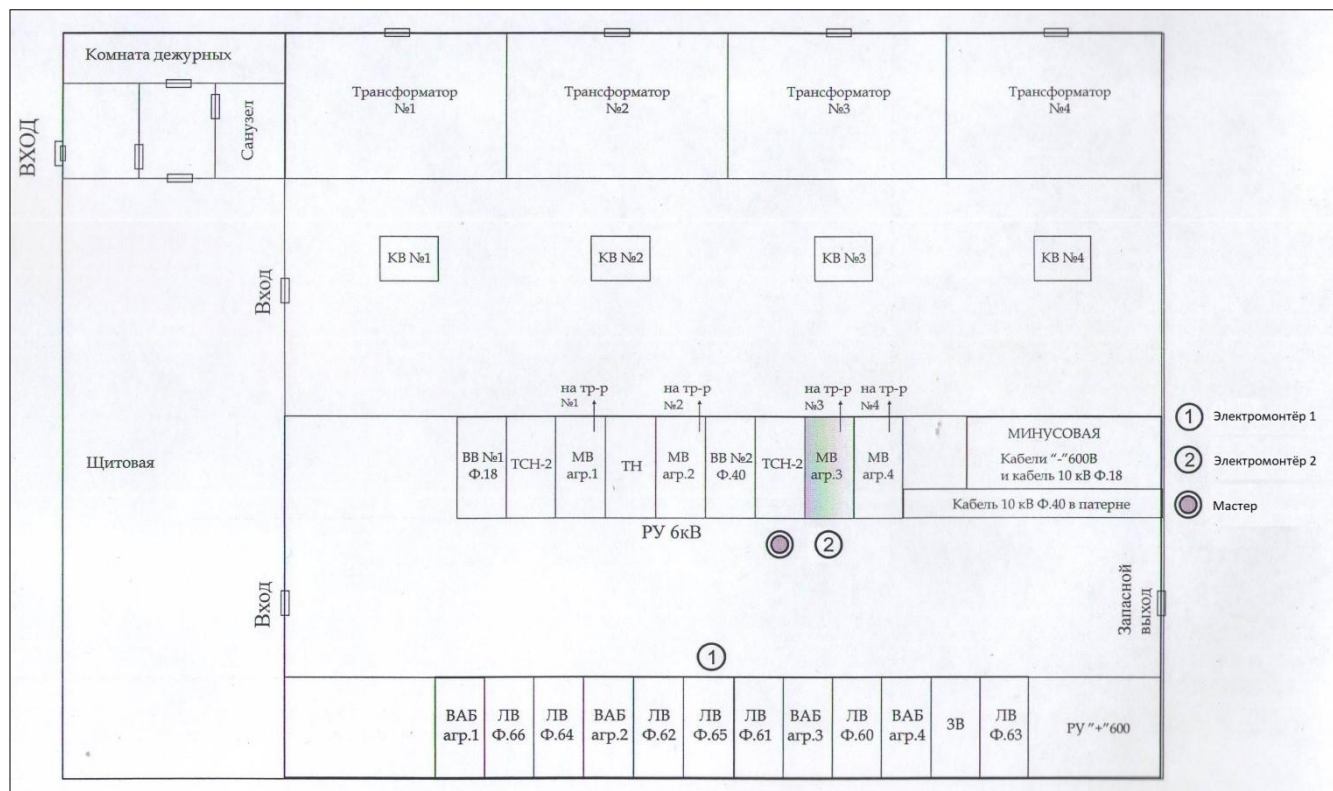 Комната дежурных
ВХОД
Санузел
Трансформатор
№1
Трансформатор
№2
Трансформатор
№3
Трансформатор
№4
Вход
КВ №1
КВ №2
КВ №3
КВ №4
на тр-р
№1
на тр-р
№2
на тр-р
№3
на тр-р
№4
Щитовая
ВВ №1
Ф.18
ТСН-2
МВ
агр.1
ТН
МВ
агр.2
ВВ №2
Ф.40
ТСН-2
МВ
агр.3
МВ
агр.4
МИНУСОВАЯ
Кабели “-”600В
и кабель 10 кВ Ф.18
Кабель 10 кВ Ф.40 в патерне
РУ 6кВ
1 Электромонтёр 1
2 Электромонтёр 2
Мастер
2
Вход
Запасной
выход
1
ВАБ
агр.1
ЛВ
Ф.66
ЛВ
Ф.64
ВАБ
агр.2
ЛВ
Ф.62
ЛВ
Ф.65
ЛВ
Ф.61
ВАБ
агр.3
ЛВ
Ф.60
ВАБ
агр.4
ЗВ
ЛВ
Ф.63
РУ “+”600